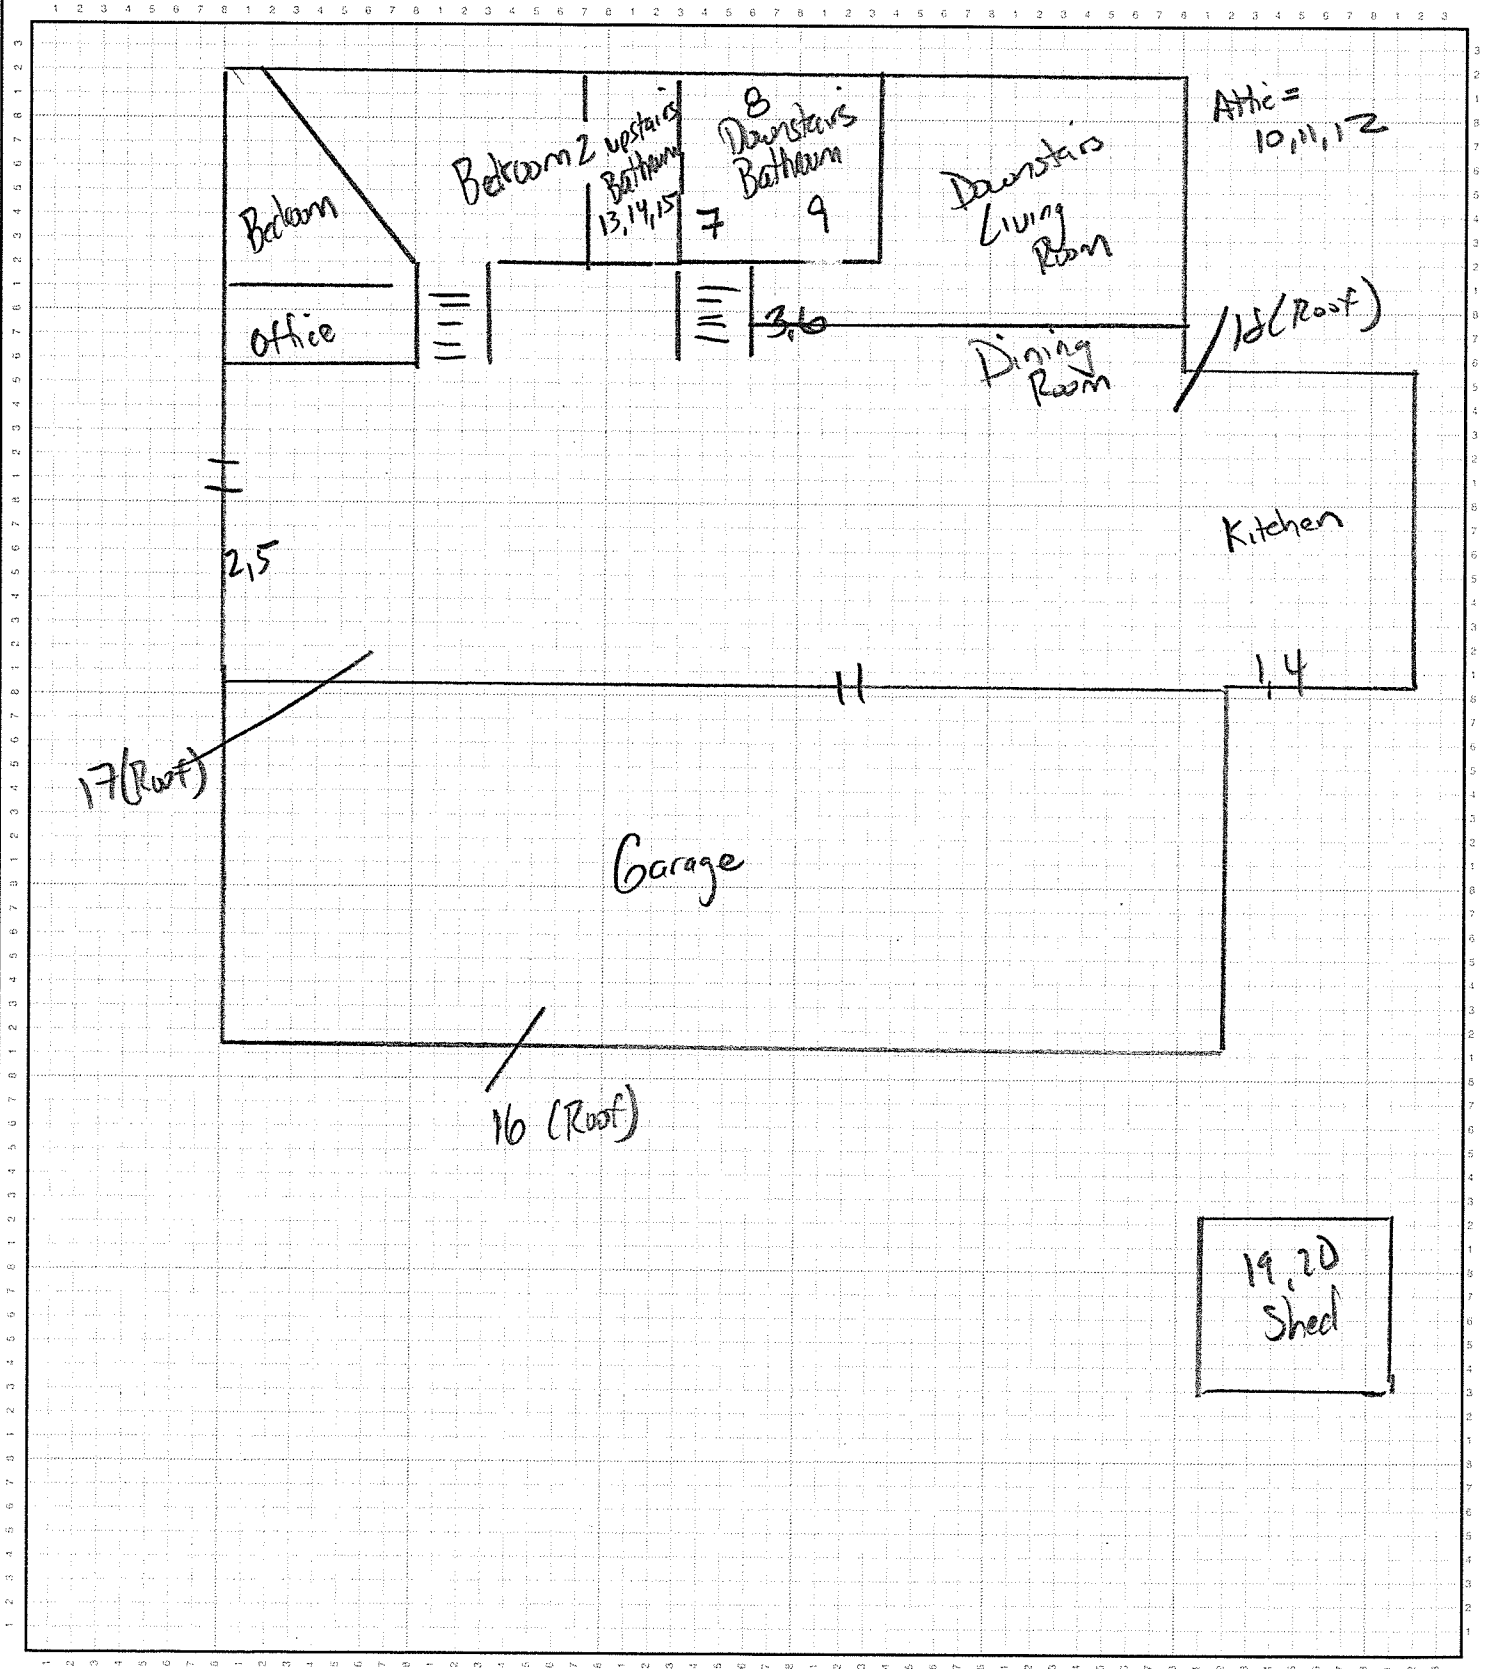 Attic =
10,11,12
Bedroom
Bedroom 2
upstairs
Bathroom
13,14,15
8
Downstairs
Bathroom
7 9
Downstairs
Living
Room
Office
3,6
Dining
Room
18(Roof)
Kitchen
2,5
1,4
17(Roof)
Garage
16 (Roof)
19,20
Shed